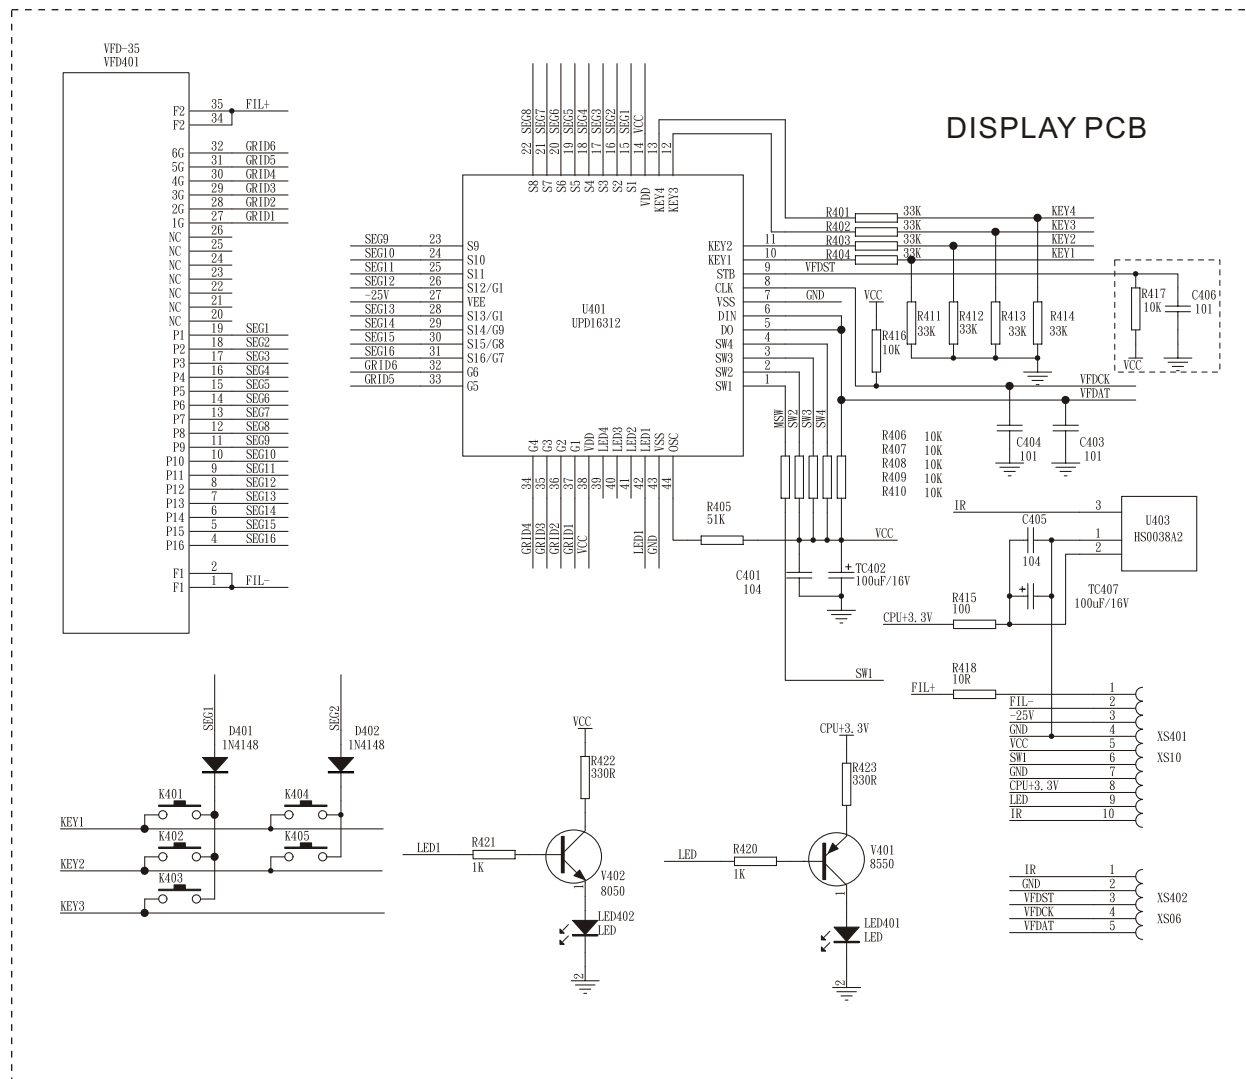 DISPLAY PCB
VFD-35
VFD401
F2 35 FIL+
F2 34
6G 32 GRID6
5G 31 GRID5
4G 30 GRID4
3G 29 GRID3
2G 28 GRID2
1G 27 GRID1
NC 26
NC 25
NC 24
NC 23
NC 22
NC 21
NC 20
P1 19 SEG1
P2 18 SEG2
P3 17 SEG3
P4 16 SEG4
P5 15 SEG5
P6 14 SEG6
P7 13 SEG7
P8 12 SEG8
P9 11 SEG9
P10 10 SEG10
P11 9 SEG11
P12 8 SEG12
P13 7 SEG13
P14 6 SEG14
P15 5 SEG15
P16 4 SEG16
F1 2
F1 1 FIL-
SEG8 22 S8
SEG7 21 S7
SEG6 20 S6
SEG5 19 S5
SEG4 18 S4
SEG3 17 S3
SEG2 16 S2
SEG1 15 S1
VCC 14 VDD
13 KEY4
12 KEY3
SEG9 23 S9
SEG10 24 S10
SEG11 25 S11
SEG12 26 S12/G1
-25V 27 VEE
SEG13 28 S13/G1
SEG14 29 S14/G9
SEG15 30 S15/G8
SEG16 31 S16/G7
GRID6 32 G6
GRID5 33 G5
U401
UPD16312
KEY2 11
KEY1 10
STB 9 VFDST
CLK 8
VSS 7 GND
DIN 6
DO 5
SW4 4
SW3 3
SW2 2
SW1 1
G4 34 GRID4
G3 35 GRID3
G2 36 GRID2
G1 37 GRID1
VDD 38 VCC
LED4 39
LED3 40
LED2 41
LED1 42 LED1
VSS 43 GND
OSC 44
R401 33K KEY4
R402 33K KEY3
R403 33K KEY2
R404 33K KEY1
VCC
R416
10K
R411
33K
R412
33K
R413
33K
R414
33K
R417
10K
VCC
C406
101
VFDCK
VFDAT
C404
101
C403
101
MSW
SW2
SW3
SW4
R406 10K
R407 10K
R408 10K
R409 10K
R410 10K
R405
51K
VCC
C401
104
+
TC402
100uF/16V
SW1
IR 3
1
2
U403
HS0038A2
C405
104
+
TC407
100uF/16V
CPU+3.3V
R415
100
FIL+
R418
10R
1
FIL- 2
-25V 3
GND 4
VCC 5
SW1 6
GND 7
CPU+3.3V 8
LED 9
IR 10
XS401
XS10
IR 1
GND 2
VFDST 3
VFDCK 4
VFDAT 5
XS402
XS06
SEG1
D401
1N4148
SEG2
D402
1N4148
K401
K404
KEY1
K402
K405
KEY2
K403
KEY3
VCC
R422
330R
LED1
R421
1K
V402
8050
1
LED402
LED
2
CPU+3.3V
R423
330R
LED
R420
1K
V401
8550
1
LED401
LED
2